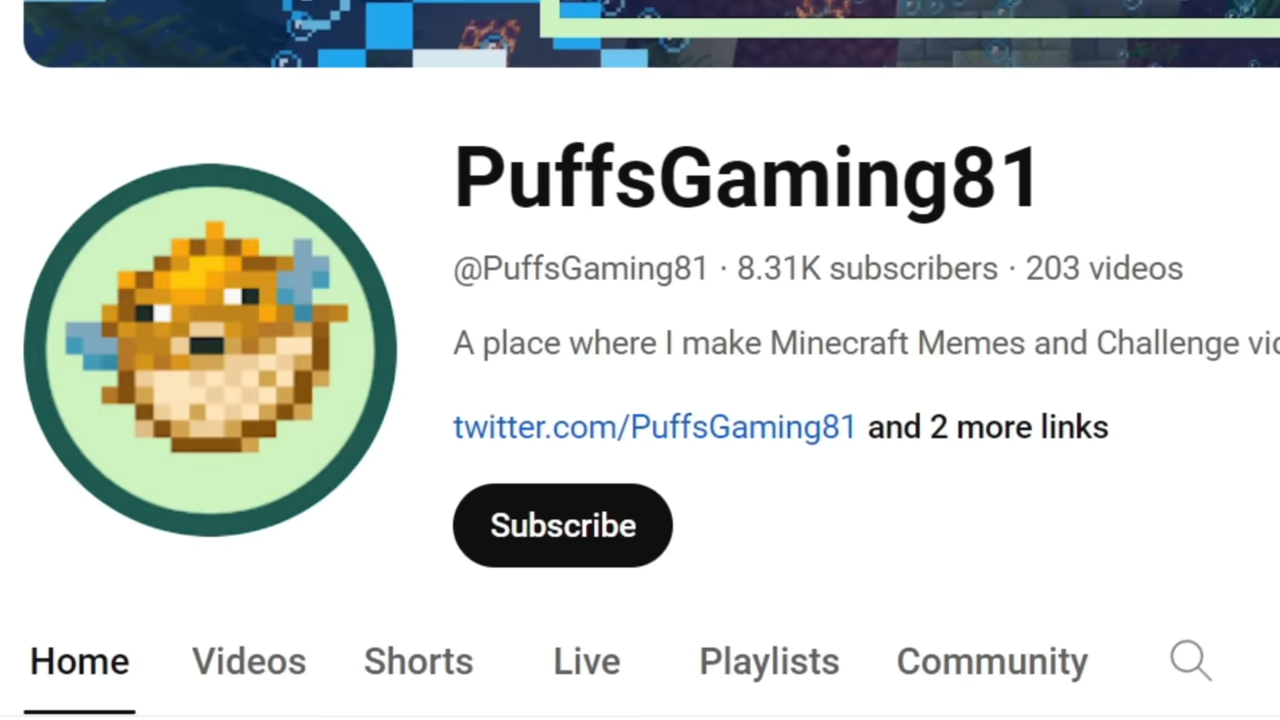 PuffsGaming81
@PuffsGaming81 · 8.31K subscribers · 203 videos
A place where I make Minecraft Memes and Challenge
twitter.com/PuffsGaming81 and 2 more links
Subscribe
Home Videos Shorts Live Playlists Community